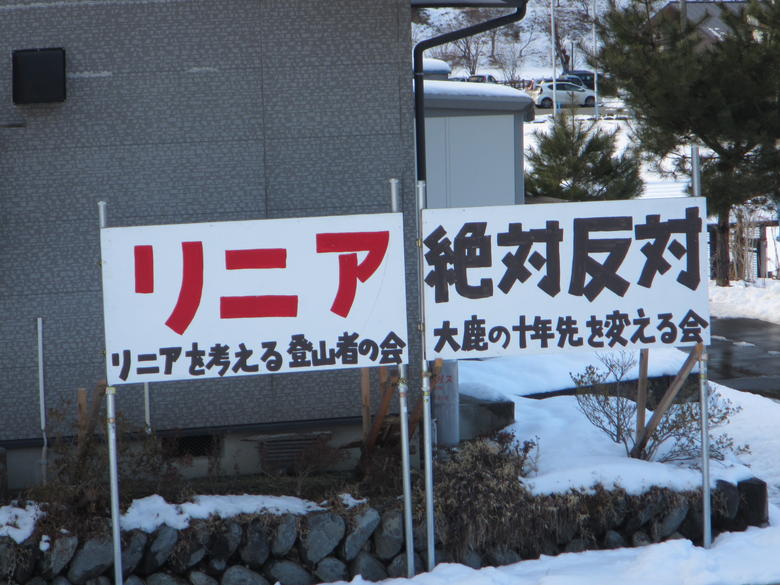 リニア
リニアを考える登山者の会
絶対反対
大鹿の十年先を変える会